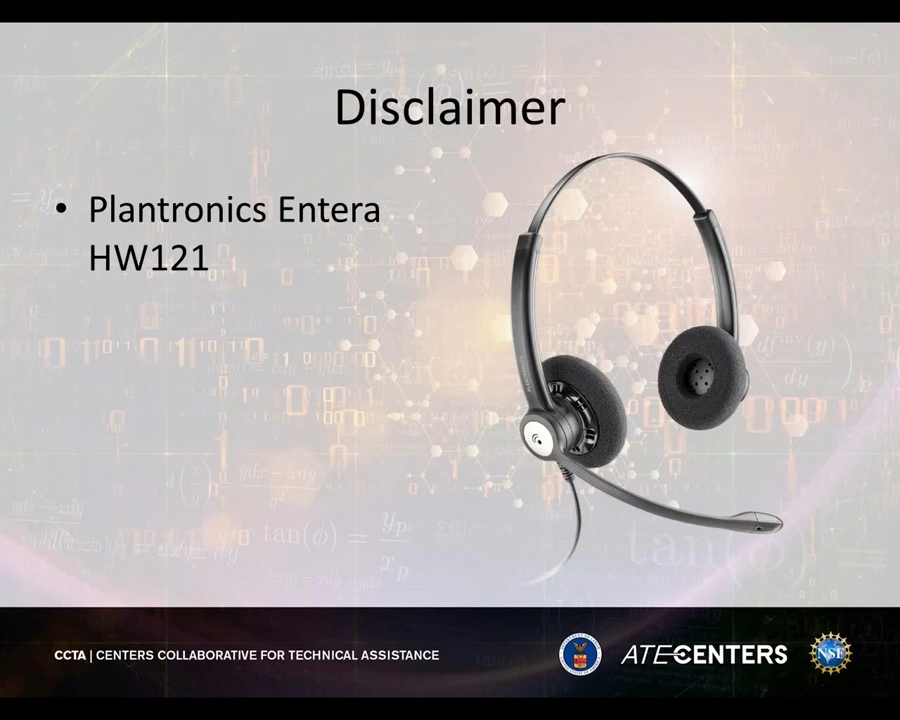 Disclaimer
• Plantronics Entera
HW121
CCTA | CENTERS COLLABORATIVE FOR TECHNICAL ASSISTANCE
ATE CENTERS
NSF